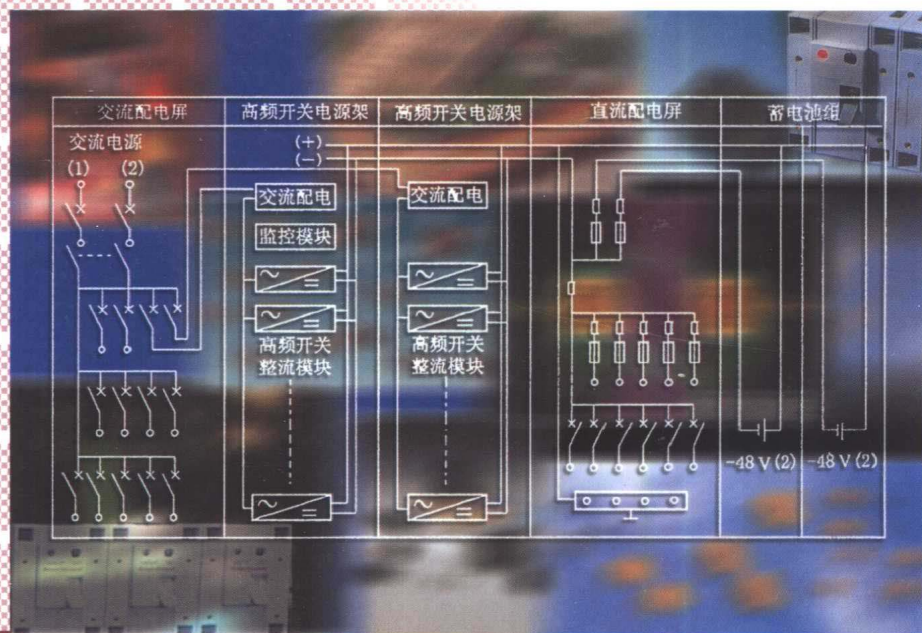 交流配电屏
高频开关电源架
高频开关电源架
直流配电屏
蓄电池组
交流电源
(1) (2)
(+)
(−)
交流配电
监控模块
高频开关
整流模块
交流配电
高频开关
整流模块
-48 V (2)
-48 V (2)